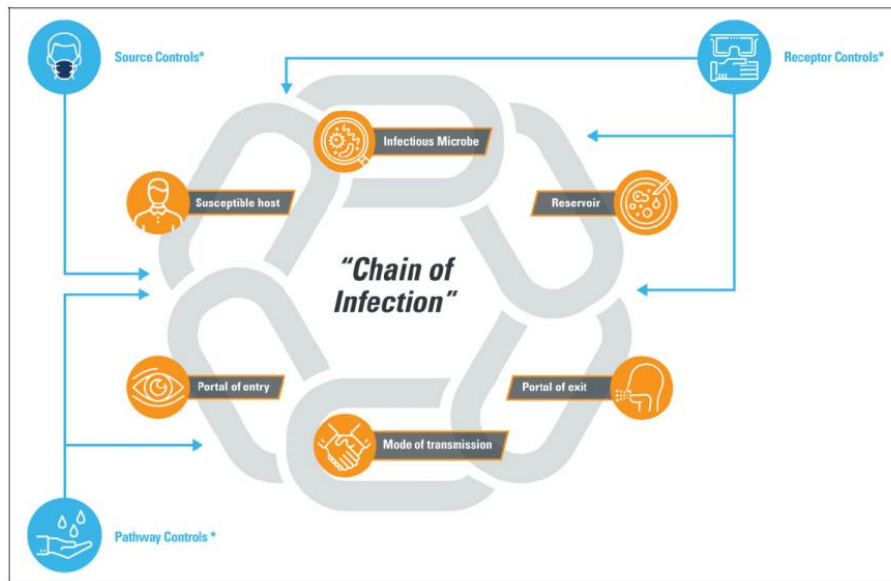 Source Controls*
Receptor Controls*
Infectious Microbe
Susceptible host
Reservoir
“Chain of
Infection”
Portal of entry
Portal of exit
Mode of transmission
Pathway Controls *